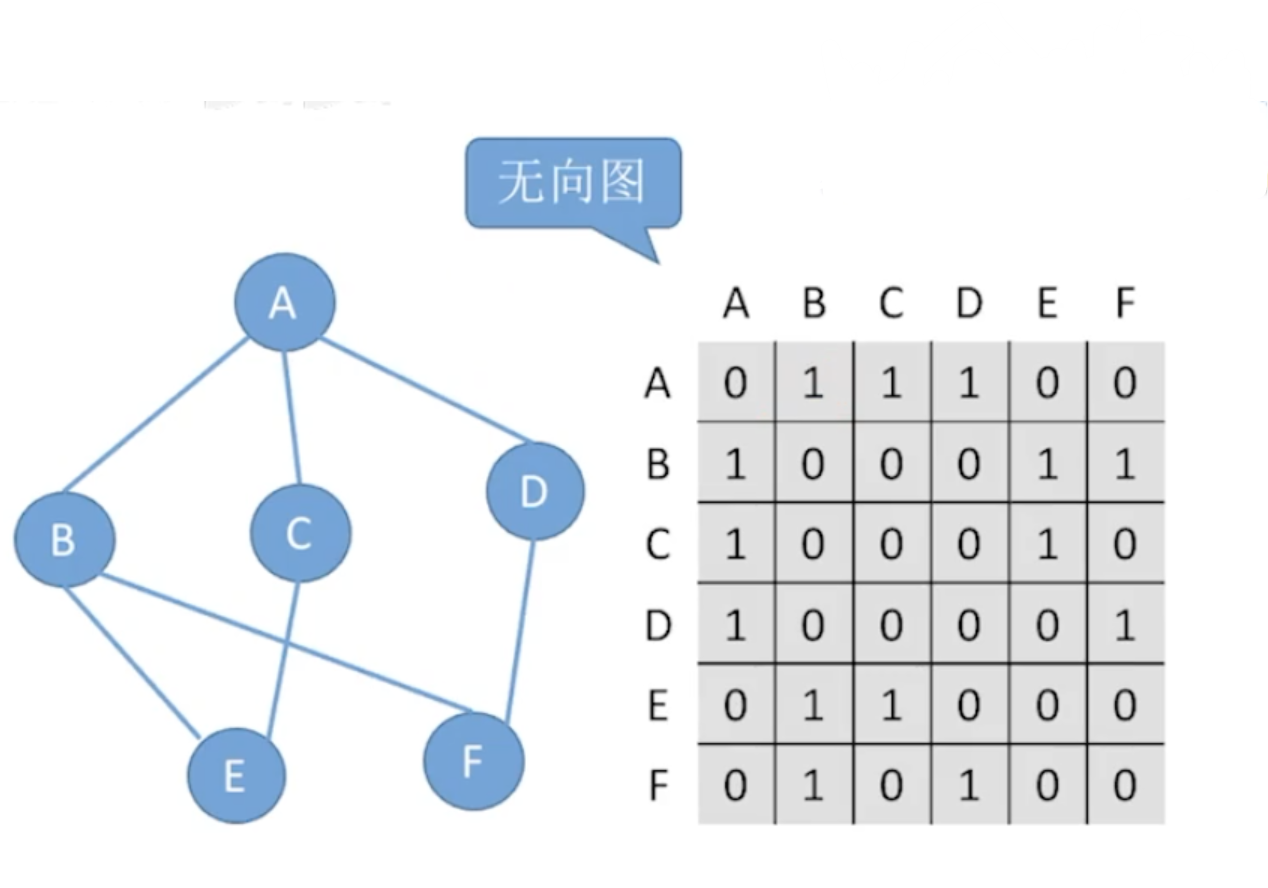 无向图
A
B
C
D
E
F
A B C D E F
A 0 1 1 1 0 0
B 1 0 0 0 1 1
C 1 0 0 0 1 0
D 1 0 0 0 0 1
E 0 1 1 0 0 0
F 0 1 0 1 0 0